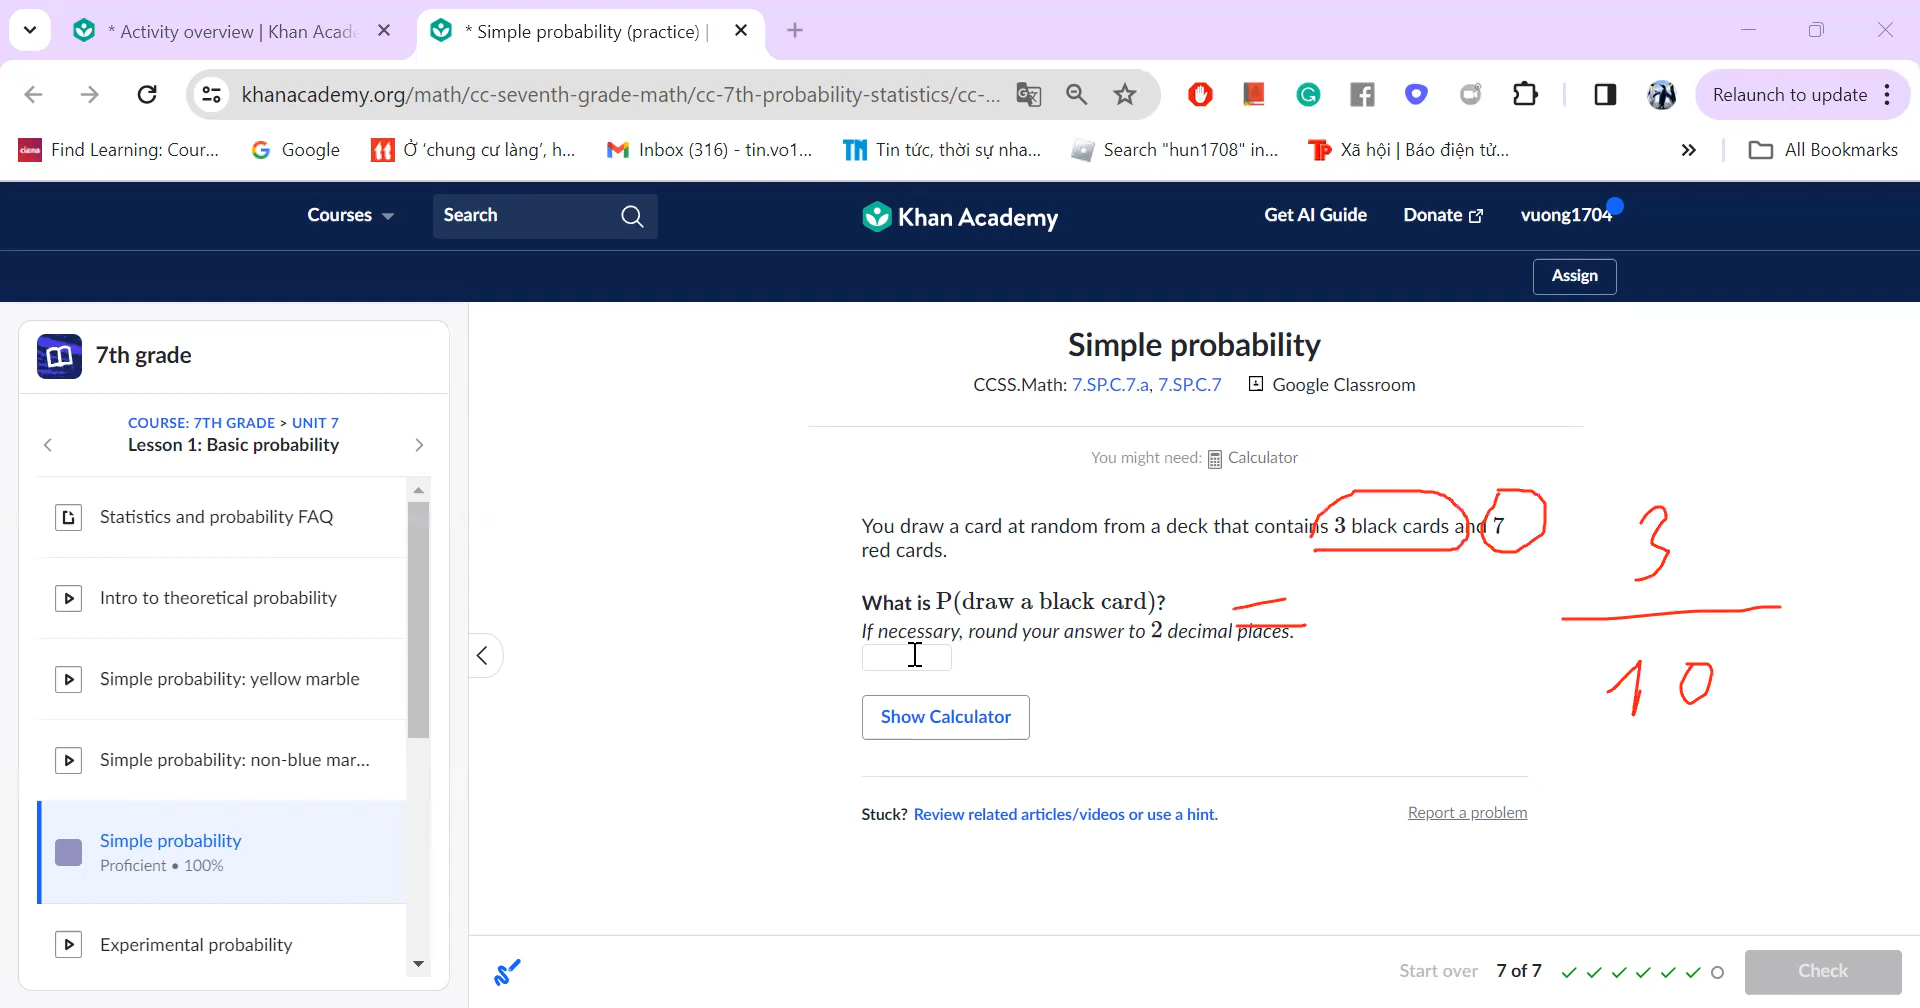 * Activity overview | Khan Acade
* Simple probability (practice) |
khanacademy.org/math/cc-seventh-grade-math/cc-7th-probability-statistics/cc-...
Relaunch to update
Find Learning: Cour...
Google
Ở 'chung cư làng', h...
Inbox (316) - tin.vo1...
TN Tin tức, thời sự nha...
Search "hun1708" in...
Xã hội | Báo điện tử...
All Bookmarks
Courses
Search
Khan Academy
Get AI Guide
Donate
vuong1704
Assign
7th grade
COURSE: 7TH GRADE > UNIT 7
Lesson 1: Basic probability
Statistics and probability FAQ
Intro to theoretical probability
Simple probability: yellow marble
Simple probability: non-blue mar...
Simple probability
Proficient • 100%
Experimental probability
Simple probability
CCSS.Math: 7.SP.C.7.a, 7.SP.C.7 Google Classroom
You might need: Calculator
You draw a card at random from a deck that contains 3 black cards and 7
red cards.
What is P(draw a black card)?
If necessary, round your answer to 2 decimal places.
=
3
10
Show Calculator
Stuck? Review related articles/videos or use a hint.
Report a problem
Start over 7 of 7
Check